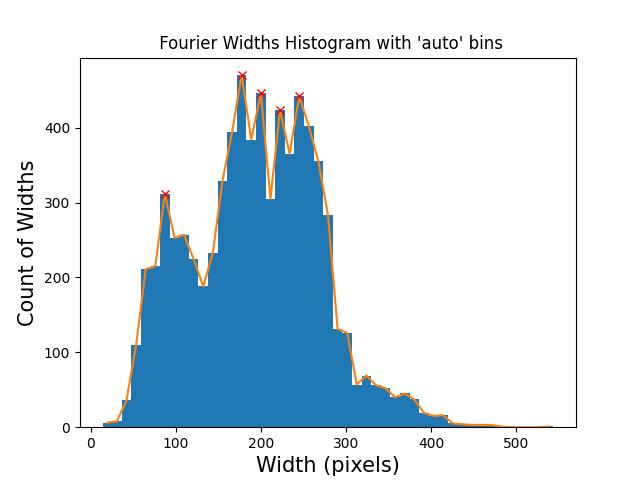 Fourier Widths Histogram with 'auto' bins
Count of Widths
400
300
200
100
0
0 100 200 300 400 500
Width (pixels)